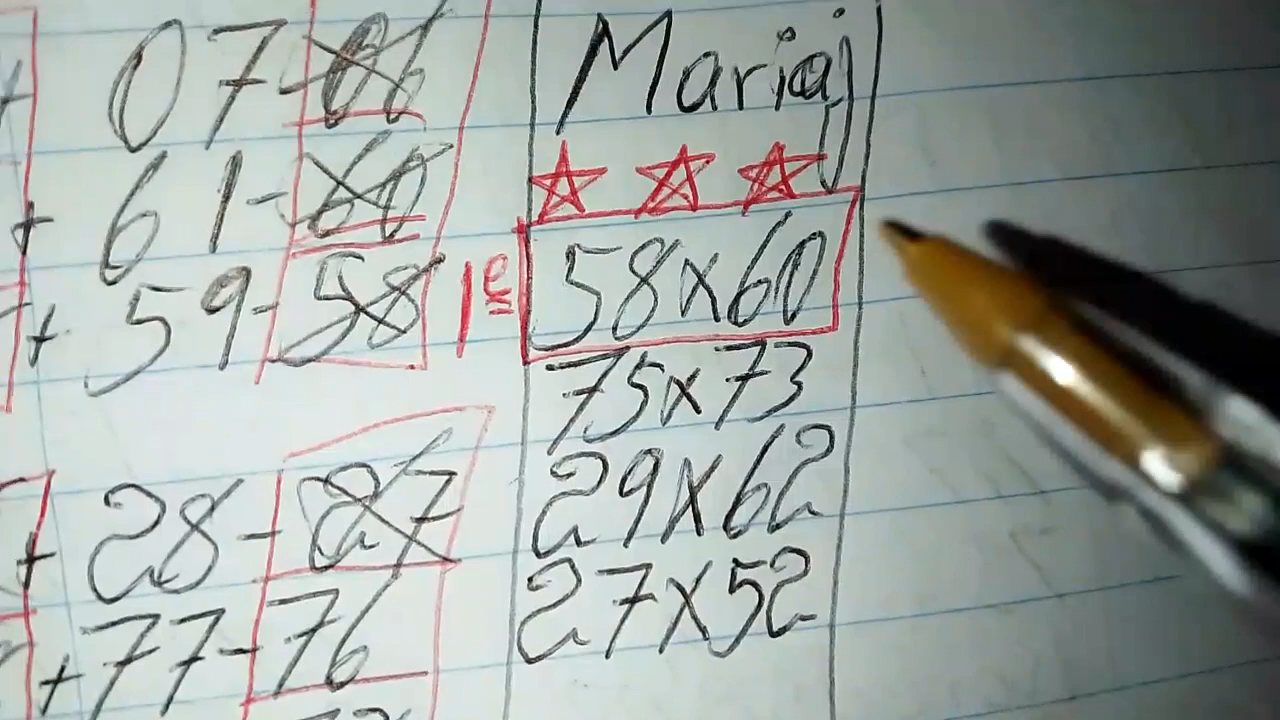 07-06
+ 61-60
+ 59-58
+ 28-27
+ 77-76
Mariaj
1e 58x60
75x73
29x62
27x52